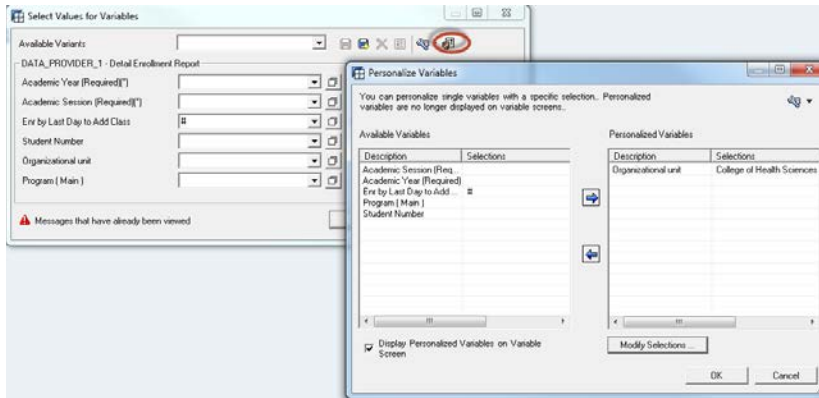 Select Values for Variables
Available Variants
DATA_PROVIDER_1 - Detail Enrollment Report
Academic Year (Required)(*)
Academic Session (Required)(*)
Enr by Last Day to Add Class
#
Student Number
Organizational unit
Program ( Main )
Messages that have already been viewed
Personalize Variables
You can personalize single variables with a specific selection.. Personalized
variables are no longer displayed on variable screens..
Available Variables
Description Selections
Academic Session (Req...
Academic Year (Required)
Enr by Last Day to Add ... #
Program ( Main )
Student Number
Personalized Variables
Description Selections
Organizational unit College of Health Sciences
Display Personalized Variables on Variable
Screen
Modify Selections ...
OK Cancel